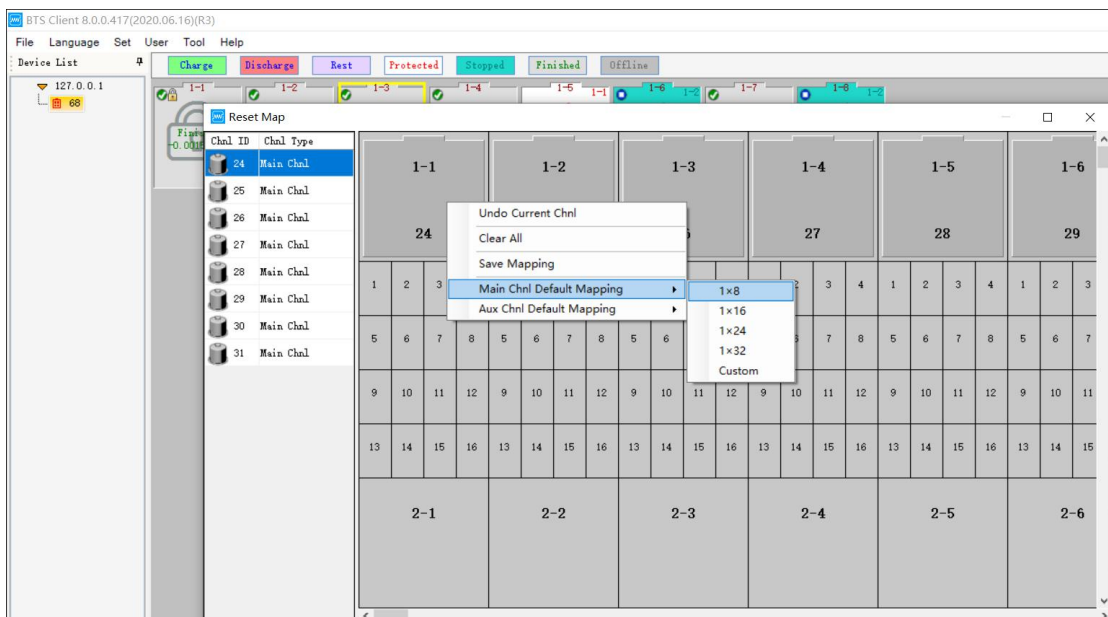 BTS Client 8.0.0.417(2020.06.16)(R3)
File Language Set User Tool Help
Device List
Charge Discharge Rest Protected Stopped Finished Offline
127.0.0.1
68
1-1 1-2 1-3 1-4 1-5 1-1 1-6 1-2 1-7 1-8 1-2
Reset Map
Chnl ID Chnl Type
24 Main Chnl
25 Main Chnl
26 Main Chnl
27 Main Chnl
28 Main Chnl
29 Main Chnl
30 Main Chnl
31 Main Chnl
1-1 1-2 1-3 1-4 1-5 1-6
24 27 28 29
Undo Current Chnl
Clear All
Save Mapping
Main Chnl Default Mapping
Aux Chnl Default Mapping
1×8
1×16
1×24
1×32
Custom
1 2 3 3 4 1 2 3 4 1 2 3
5 6 7 8 5 6 7 8 5 6 7 8 5 6 7 8 5 6 7
9 10 11 12 9 10 11 12 9 10 11 12 9 10 11 12 9 10 11 12 9 10 11
13 14 15 16 13 14 15 16 13 14 15 16 13 14 15 16 13 14 15 16 13 14 15
2-1 2-2 2-3 2-4 2-5 2-6